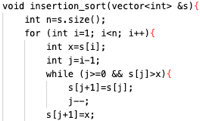 void insertion_sort(vector<int> &s){
    int n=s.size();
    for (int i=1; i<n; i++){
        int x=s[i];
        int j=i-1;
        while (j>=0 && s[j]>x){
            s[j+1]=s[j];
            j--;
        s[j+1]=x;